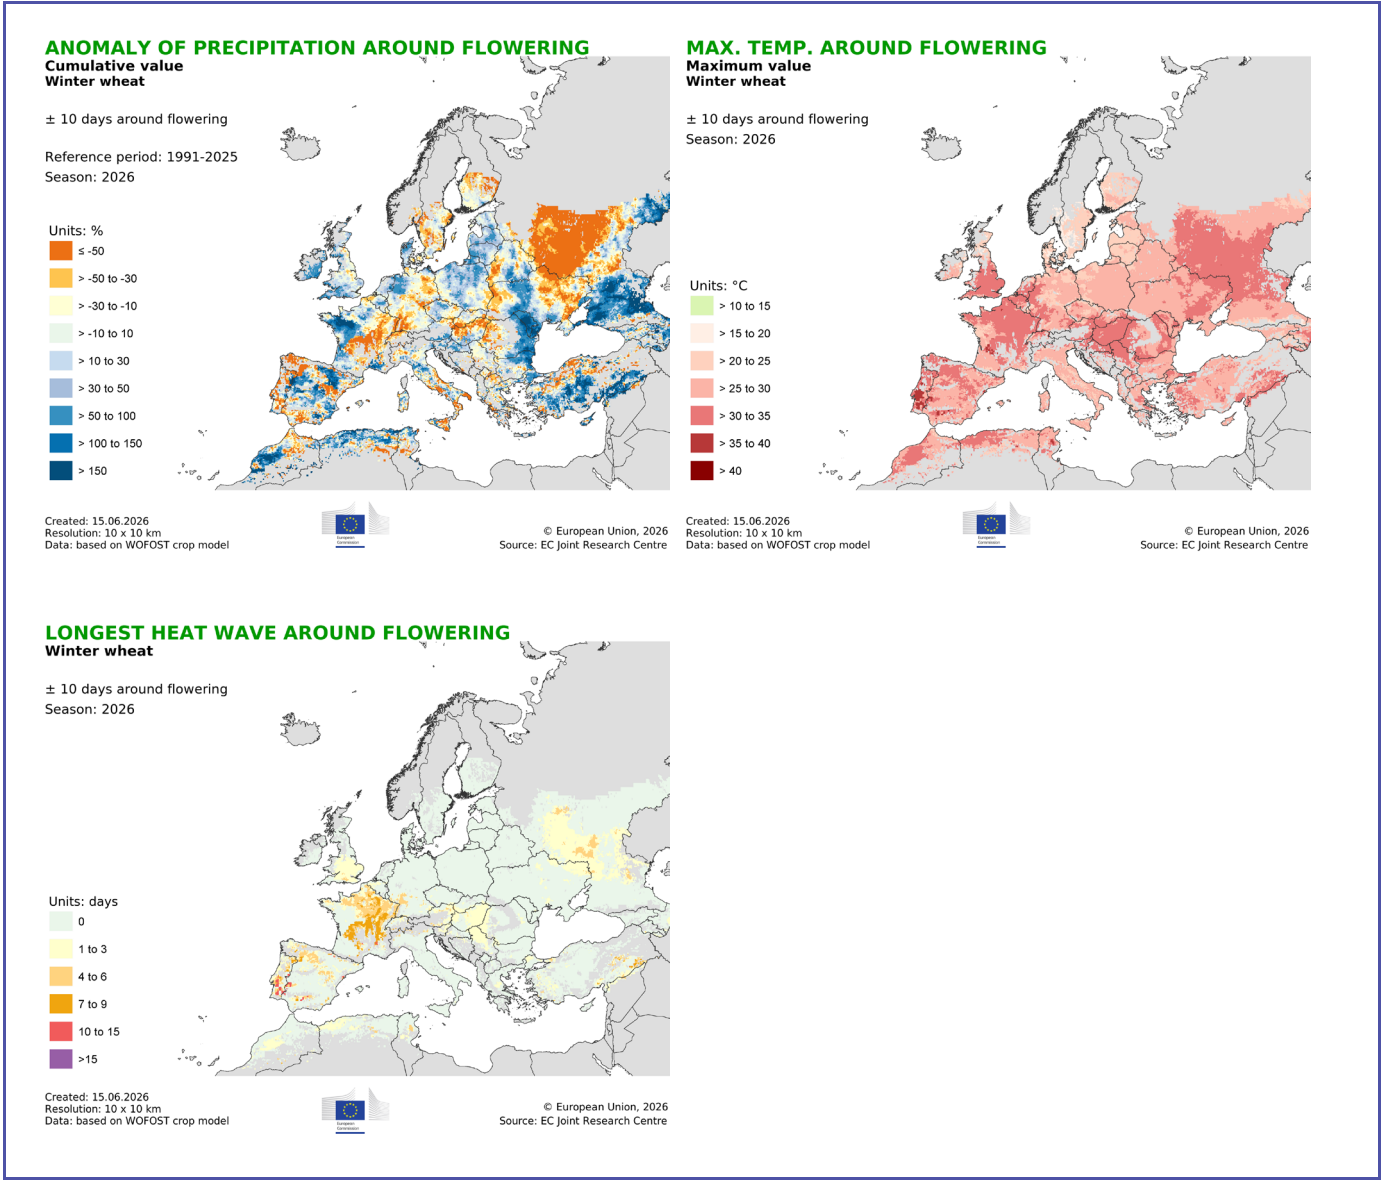 ANOMALY OF PRECIPITATION AROUND FLOWERING
Cumulative value
Winter wheat
± 10 days around flowering
Reference period: 1991-2025
Season: 2026
Units: %
≤ -50
> -50 to -30
> -30 to -10
> -10 to 10
> 10 to 30
> 30 to 50
> 50 to 100
> 100 to 150
> 150
Created: 15.06.2026
Resolution: 10 x 10 km
Data: based on WOFOST crop model
European
Commission
© European Union, 2026
Source: EC Joint Research Centre
MAX. TEMP. AROUND FLOWERING
Maximum value
Winter wheat
± 10 days around flowering
Season: 2026
Units: °C
> 10 to 15
> 15 to 20
> 20 to 25
> 25 to 30
> 30 to 35
> 35 to 40
> 40
Created: 15.06.2026
Resolution: 10 x 10 km
Data: based on WOFOST crop model
European
Commission
© European Union, 2026
Source: EC Joint Research Centre
LONGEST HEAT WAVE AROUND FLOWERING
Winter wheat
± 10 days around flowering
Season: 2026
Units: days
0
1 to 3
4 to 6
7 to 9
10 to 15
>15
Created: 15.06.2026
Resolution: 10 x 10 km
Data: based on WOFOST crop model
European
Commission
© European Union, 2026
Source: EC Joint Research Centre